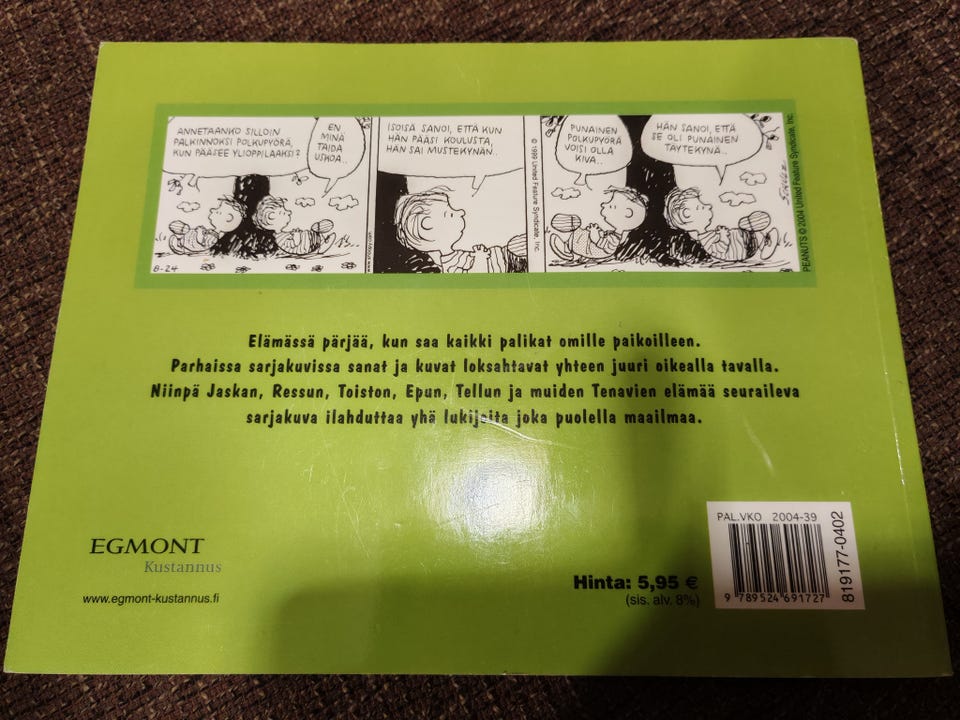 ANNETAANKO SILLOIN
PALKINNOKSI POLKUPYÖRÄ,
KUN PÄÄSEE YLIOPPILAAKSI?
EN
MINÄ
TAIDA
USKOA..
8-24
ISOISÄ SANOI, ETTÄ KUN
HÄN PÄÄSI KOULUSTA,
HÄN SAI MUSTEKYNÄN..
© 1999 United Feature Syndicate, Inc.
PUNAINEN
POLKUPYÖRÄ
VOISI OLLA
KIVA..
HÄN SANOI, ETTÄ
SE OLI PUNAINEN
TÄYTEKYNÄ..
SCHULZ
PEANUTS © 2004 United Feature Syndicate, Inc.
Elämässä pärjää, kun saa kaikki palikat omille paikoilleen.
Parhaissa sarjakuvissa sanat ja kuvat loksahtavat yhteen juuri oikealla tavalla.
Niinpä Jaskan, Ressun, Toiston, Epun, Tellun ja muiden Tenavien elämää seuraileva
sarjakuva ilahduttaa yhä lukijoita joka puolella maailmaa.
EGMONT
Kustannus
www.egmont-kustannus.fi
Hinta: 5,95 €
(sis. alv. 8%)
PAL.VKO 2004-39
9 789524 691727
819177-0402